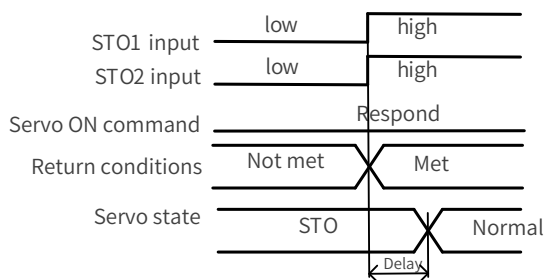 low high
STO1 input
low high
STO2 input
Respond
Servo ON command
Return conditions Not met Met
Servo state STO Normal
Delay